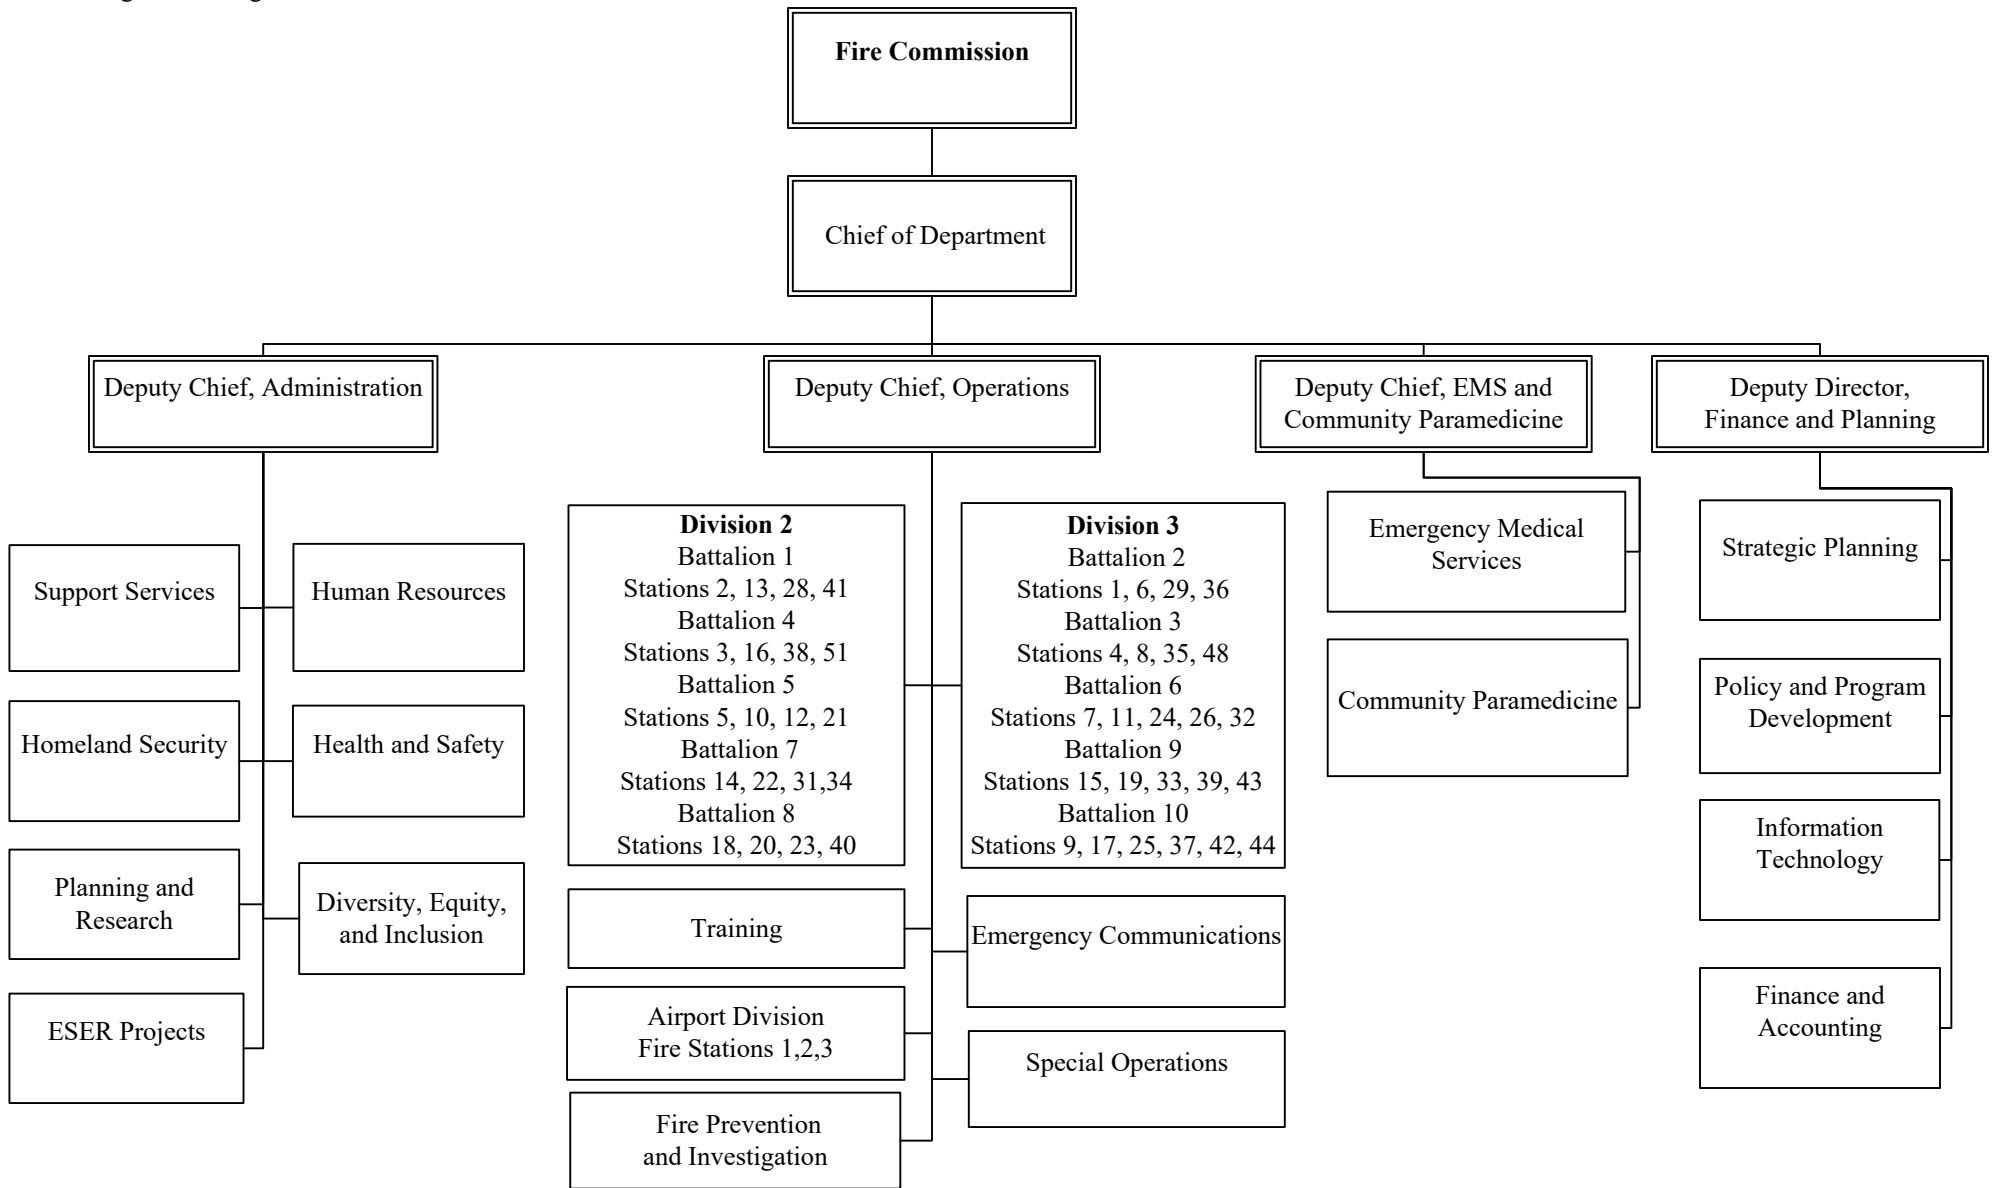 Fire Commission
Chief of Department
Deputy Chief, Administration
Deputy Chief, Operations
Deputy Chief, EMS and
Community Paramedicine
Deputy Director,
Finance and Planning
Support Services
Human Resources
Homeland Security
Health and Safety
Planning and
Research
Diversity, Equity,
and Inclusion
ESER Projects
Division 2
Battalion 1
Stations 2, 13, 28, 41
Battalion 4
Stations 3, 16, 38, 51
Battalion 5
Stations 5, 10, 12, 21
Battalion 7
Stations 14, 22, 31,34
Battalion 8
Stations 18, 20, 23, 40
Division 3
Battalion 2
Stations 1, 6, 29, 36
Battalion 3
Stations 4, 8, 35, 48
Battalion 6
Stations 7, 11, 24, 26, 32
Battalion 9
Stations 15, 19, 33, 39, 43
Battalion 10
Stations 9, 17, 25, 37, 42, 44
Training
Emergency Communications
Airport Division
Fire Stations 1,2,3
Special Operations
Fire Prevention
and Investigation
Emergency Medical
Services
Community Paramedicine
Strategic Planning
Policy and Program
Development
Information
Technology
Finance and
Accounting